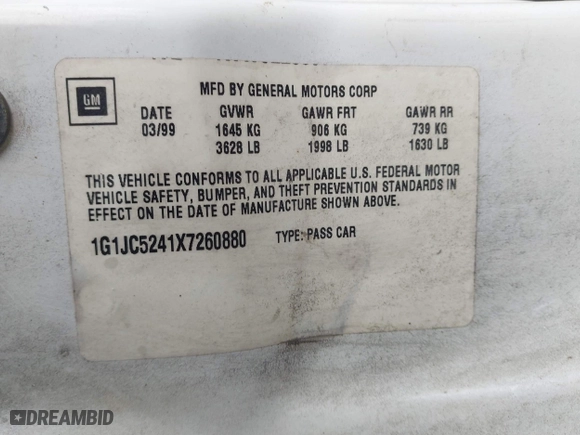 MFD BY GENERAL MOTORS CORP
GM
DATE GVWR GAWR FRT GAWR RR
03/99 1645 KG 906 KG 739 KG
3628 LB 1998 LB 1630 LB
THIS VEHICLE CONFORMS TO ALL APPLICABLE U.S. FEDERAL MOTOR
VEHICLE SAFETY, BUMPER, AND THEFT PREVENTION STANDARDS IN
EFFECT ON THE DATE OF MANUFACTURE SHOWN ABOVE.
1G1JC5241X7260880 TYPE: PASS CAR
DREAMBID